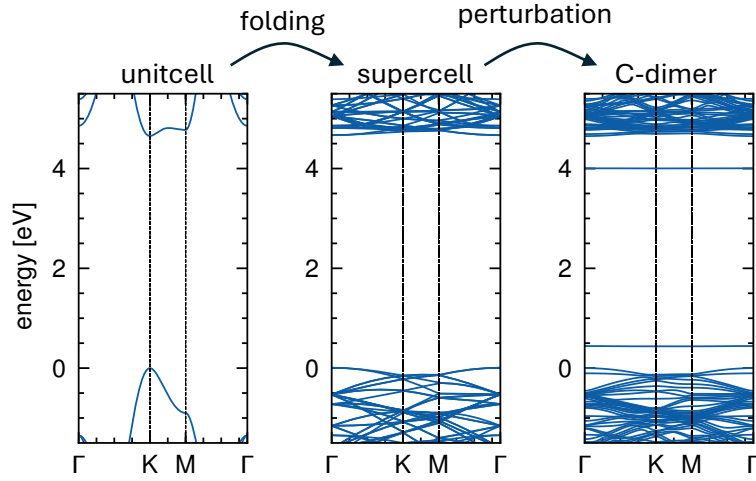 folding
perturbation
unitcell
supercell
C-dimer
energy [eV]
4
2
0
4
2
0
4
2
0
Γ K M Γ
Γ K M Γ
Γ K M Γ